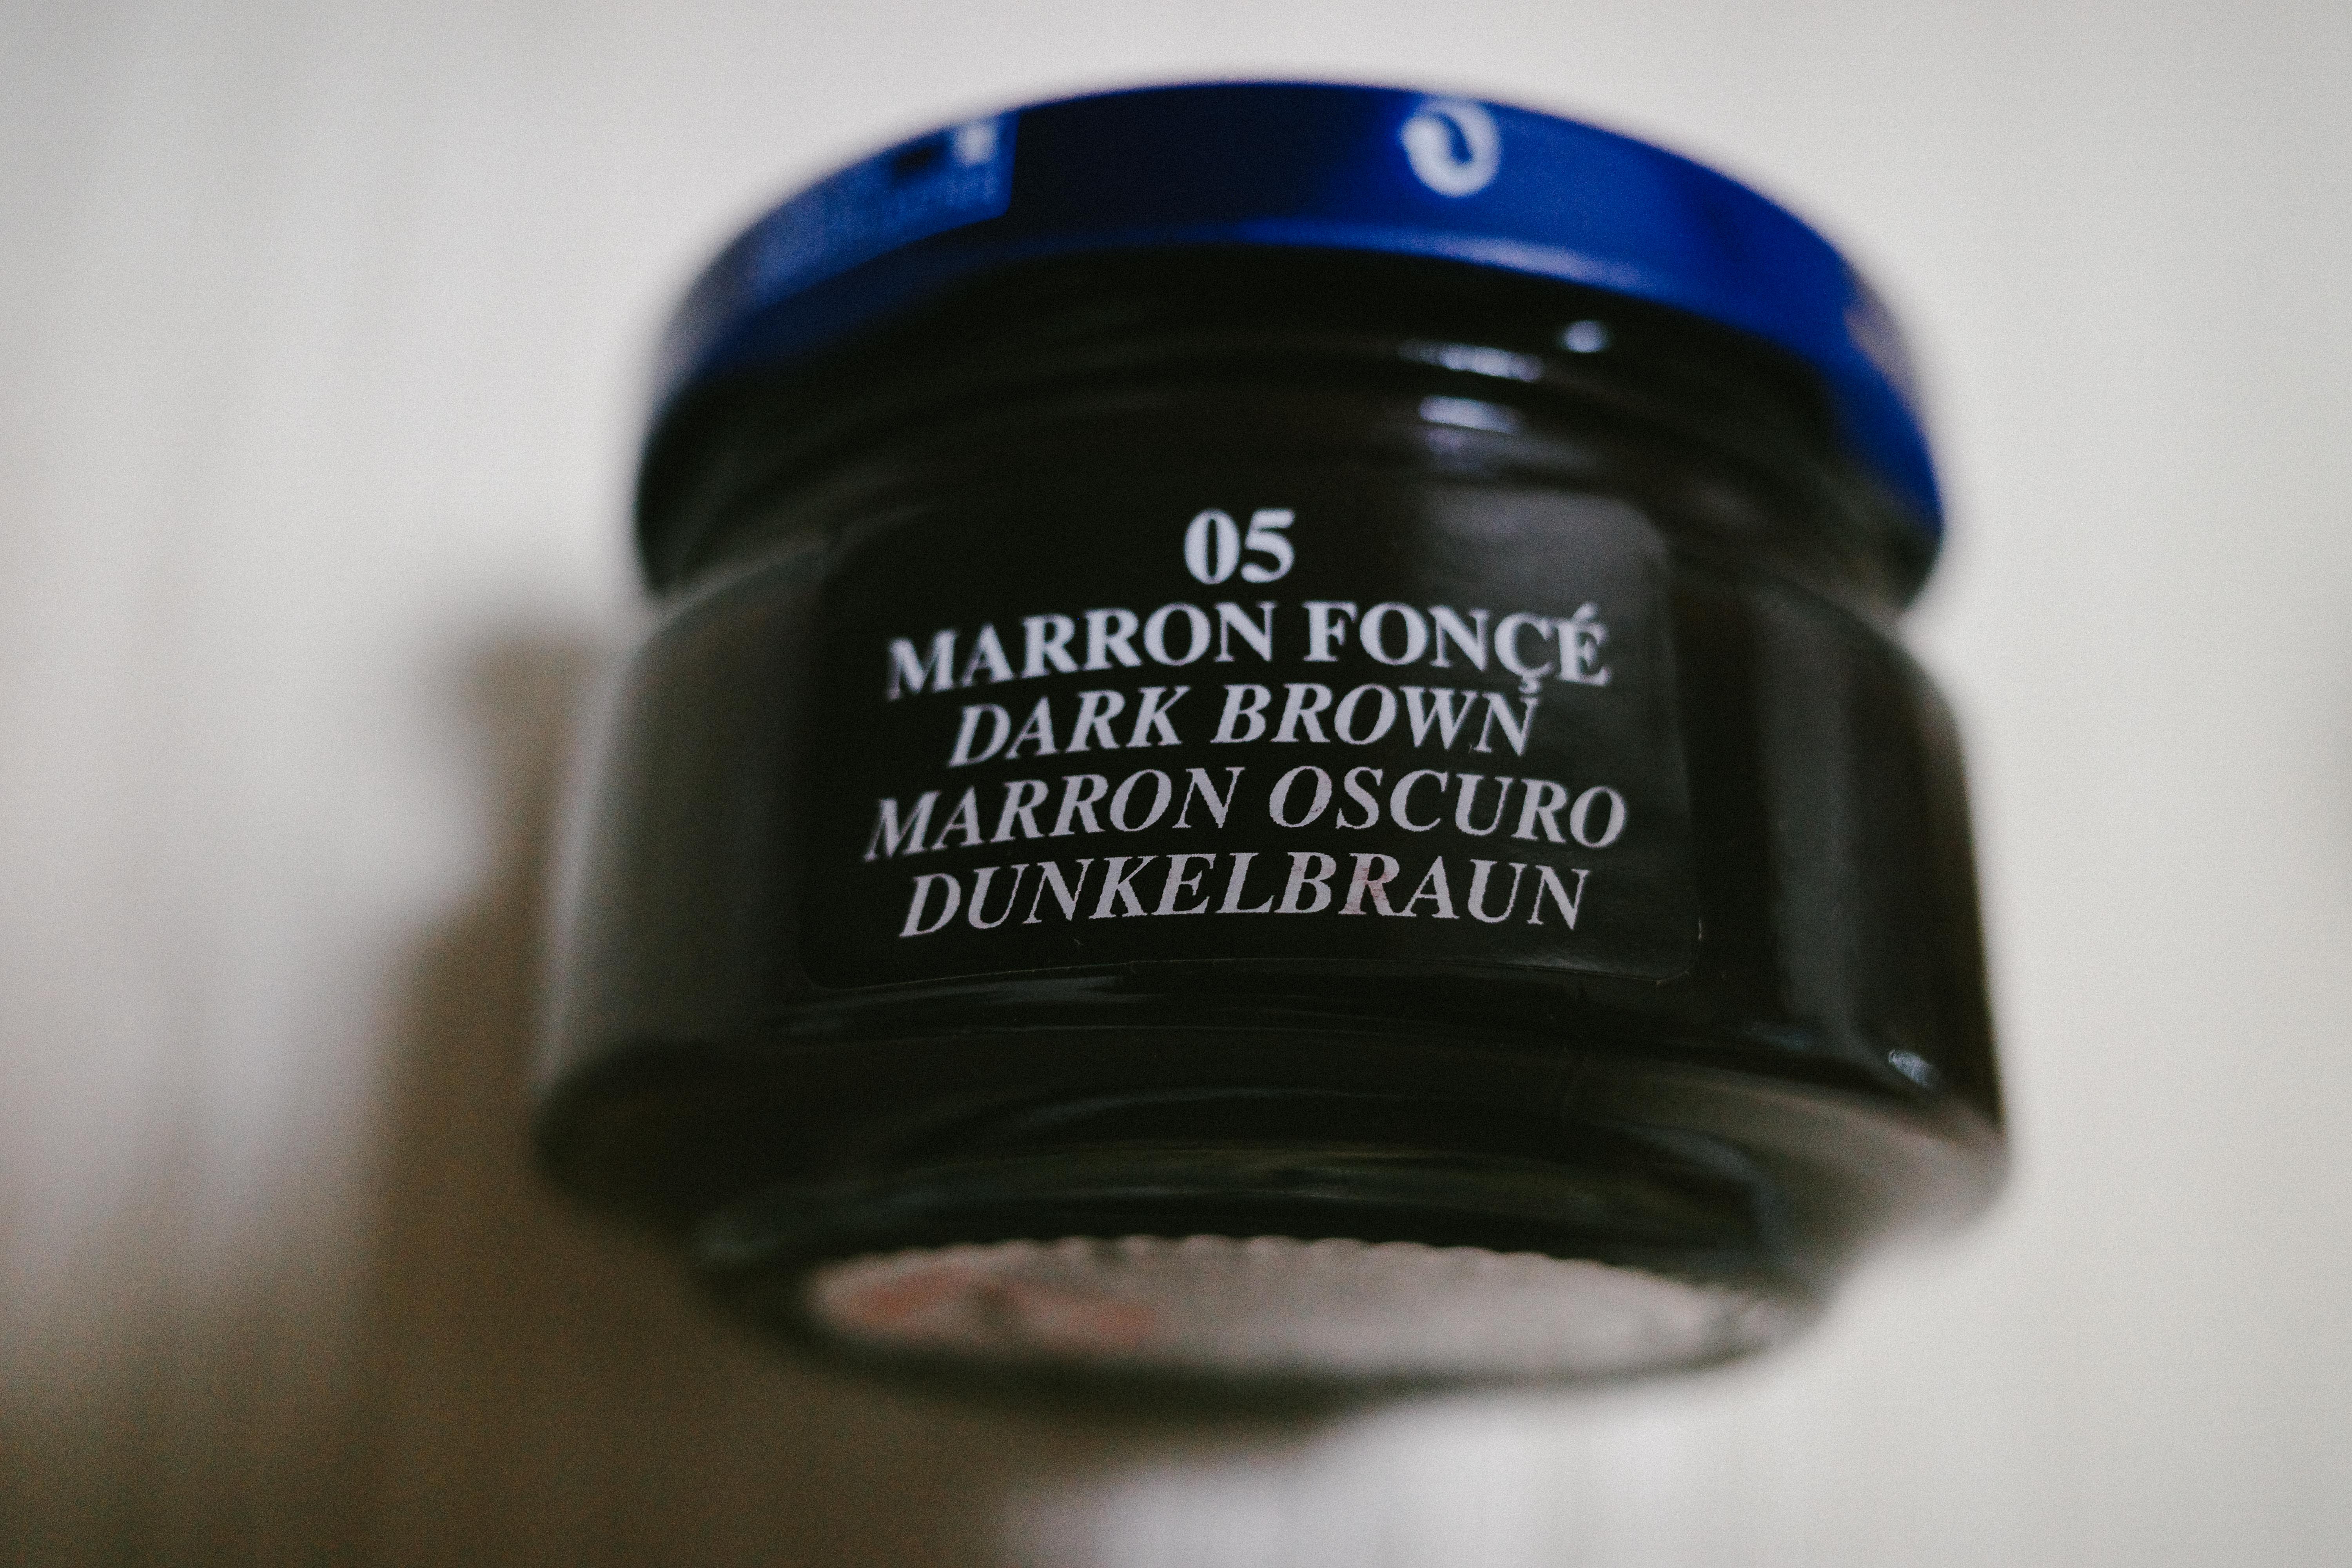 05
MARRON FONÇÉ
DARK BROWN
MARRON OSCURO
DUNKELBRAUN